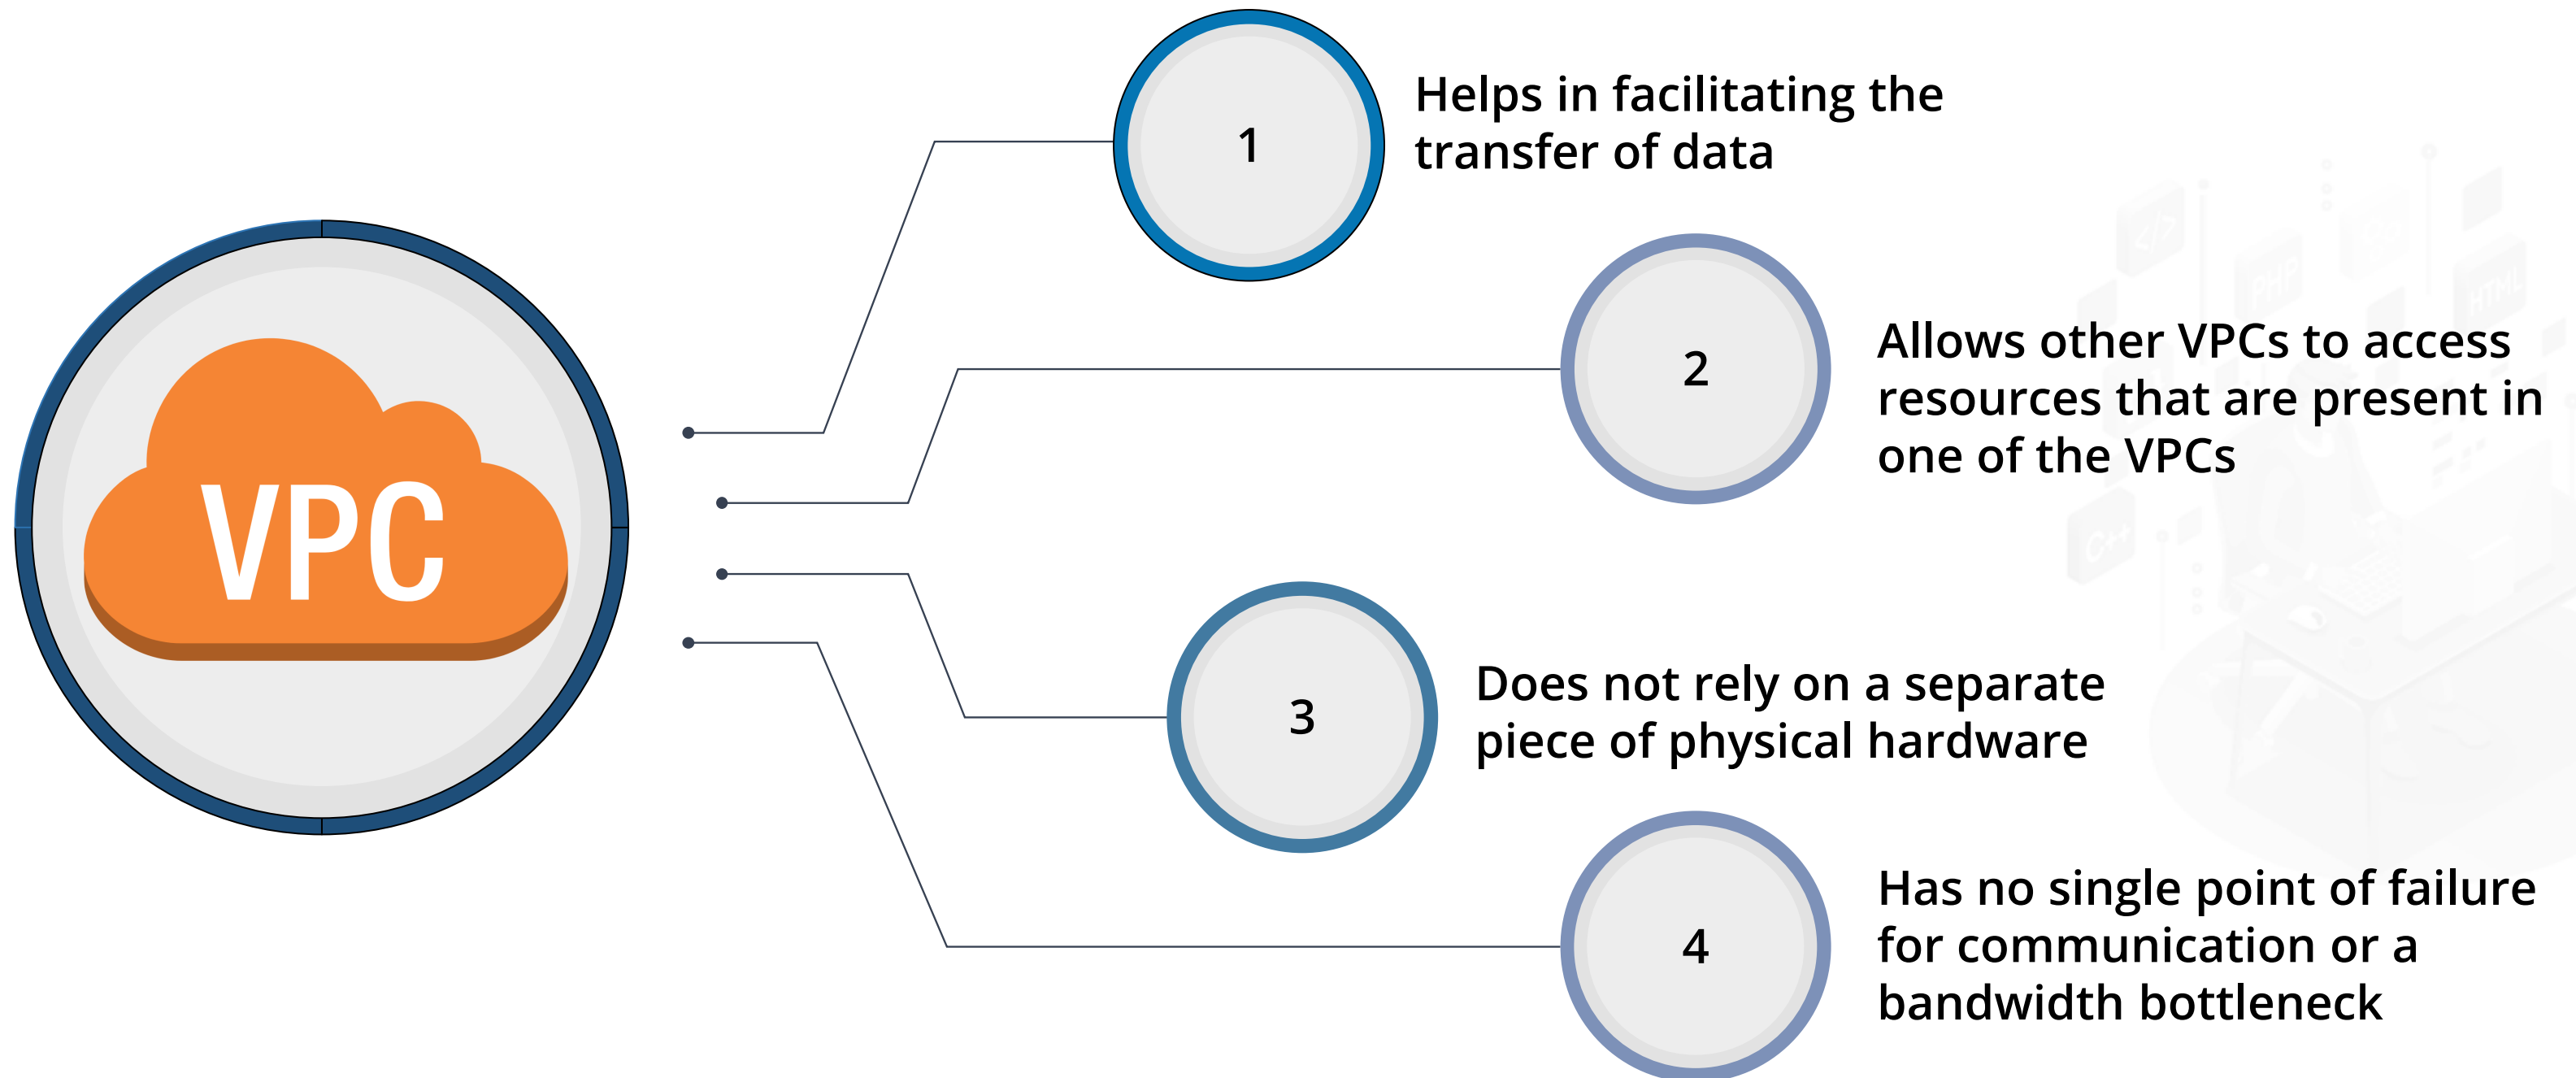 VPC
1
Helps in facilitating the
transfer of data
2
Allows other VPCs to access
resources that are present in
one of the VPCs
3
Does not rely on a separate
piece of physical hardware
4
Has no single point of failure
for communication or a
bandwidth bottleneck